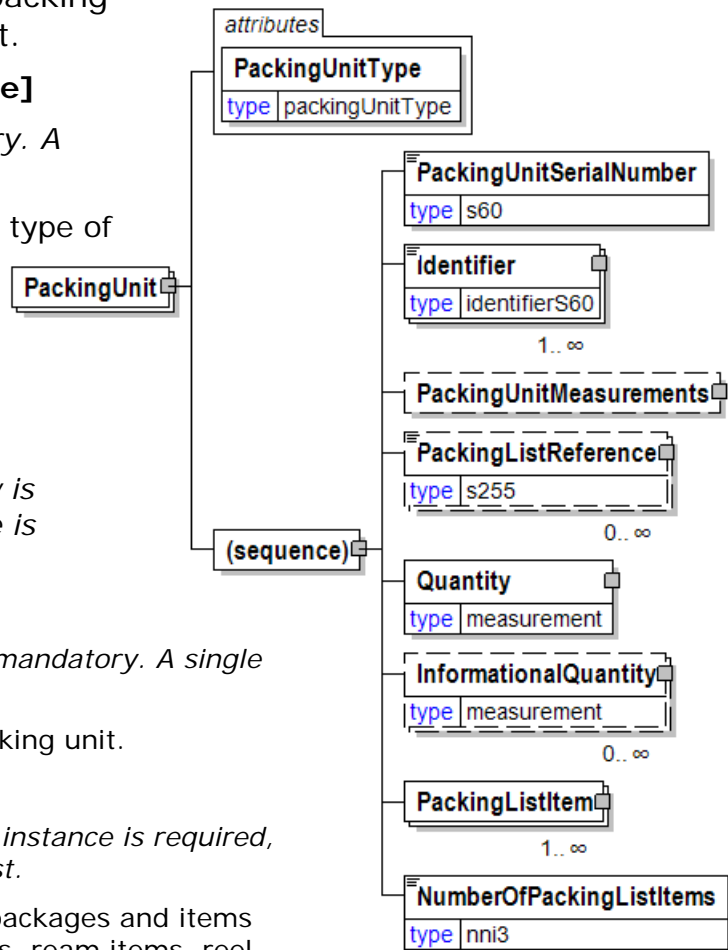 packing
t.
e]
ry. A
type of
y is
e is
mandatory. A single
king unit.
instance is required,
st.
packages and items
s, ream items, reel
attributes
PackingUnitType
type packingUnitType
PackingUnit
(sequence)
PackingUnitSerialNumber
type s60
Identifier
type identifierS60
1.. ∞
PackingUnitMeasurements
PackingListReference
type s255
0.. ∞
Quantity
type measurement
InformationalQuantity
type measurement
0.. ∞
PackingListItem
1.. ∞
NumberOfPackingListItems
type nni3